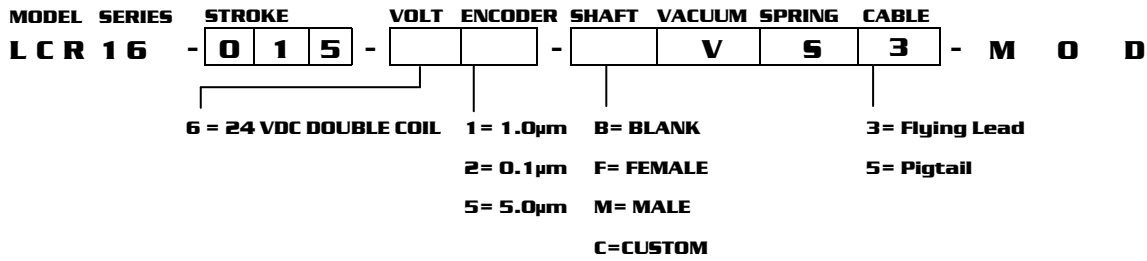 MODEL SERIES STROKE VOLT ENCODER SHAFT VACUUM SPRING CABLE
LCR16 - 0 1 5 - - V S 3 - M O D
6 = 24 VDC DOUBLE COIL 1= 1.0µm B= BLANK 3= Flying Lead
2= 0.1µm F= FEMALE 5= Pigtail
5= 5.0µm M= MALE
C=CUSTOM